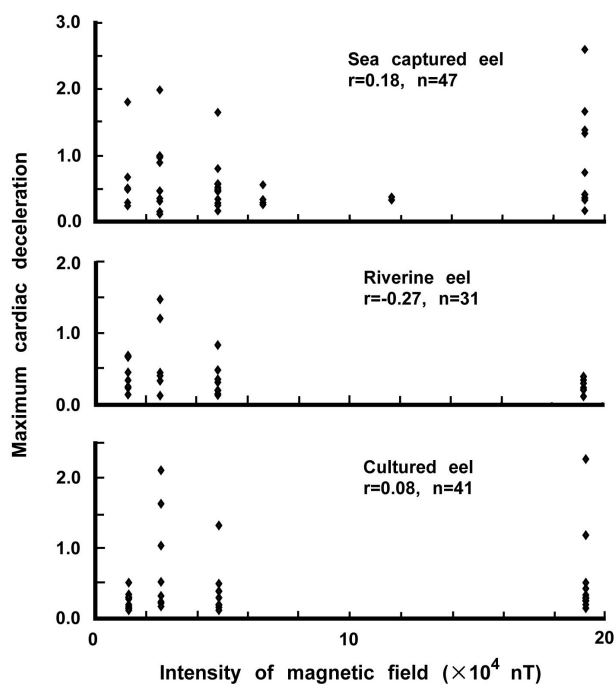 3.0
2.0
1.0
0.0
Sea captured eel
r=0.18, n=47
2.0
1.0
0.0
Riverine eel
r=-0.27, n=31
2.0
1.0
0.0
Cultured eel
r=0.08, n=41
0 10 20
Maximum cardiac deceleration
Intensity of magnetic field (×10⁴ nT)